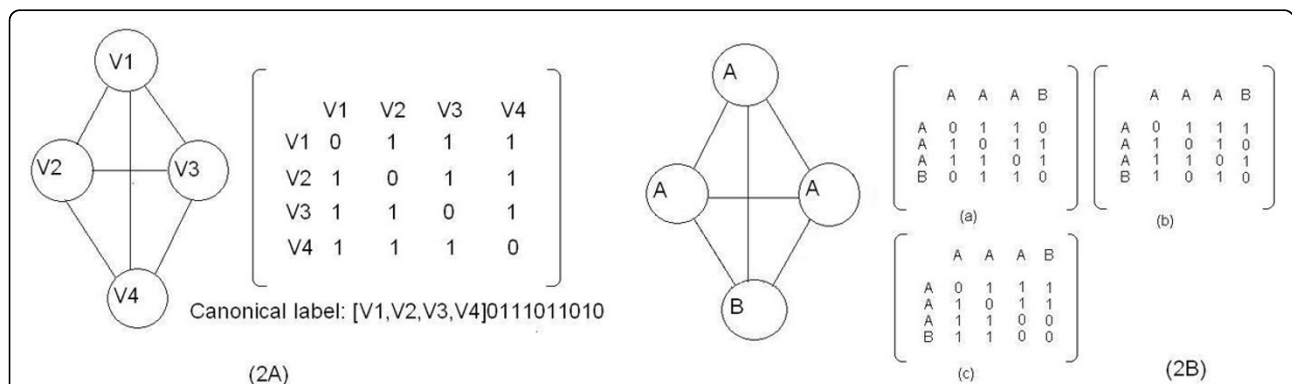 V1
V2
V3
V4
V1 V2 V3 V4
V1 0 1 1 1
V2 1 0 1 1
V3 1 1 0 1
V4 1 1 1 0
Canonical label: [V1,V2,V3,V4]0111011010
(2A)
A
A
A
B
A A A B
A 0 1 1 0
A 1 0 1 1
A 1 1 0 1
B 0 1 1 0
(a)
A A A B
A 0 1 1 1
A 1 0 1 0
A 1 1 0 1
B 1 0 1 0
(b)
A A A B
A 0 1 1 1
A 1 0 1 1
A 1 1 0 0
B 1 1 0 0
(c)
(2B)